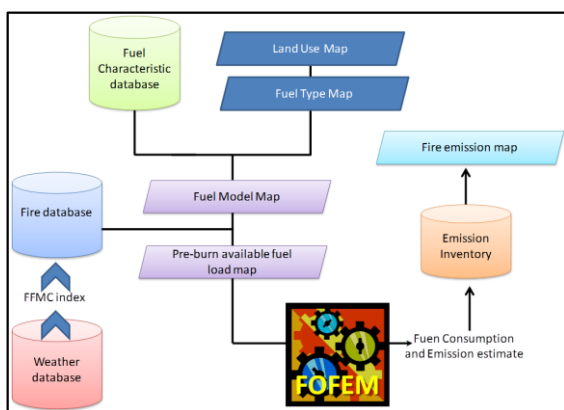 Fuel
Characteristic
database
Land Use Map
Fuel Type Map
Fire emission map
Fuel Model Map
Fire database
Pre-burn available fuel
load map
Emission
Inventory
FFMC index
Weather
database
FOFEM
Fuen Consumption
and Emission estimate